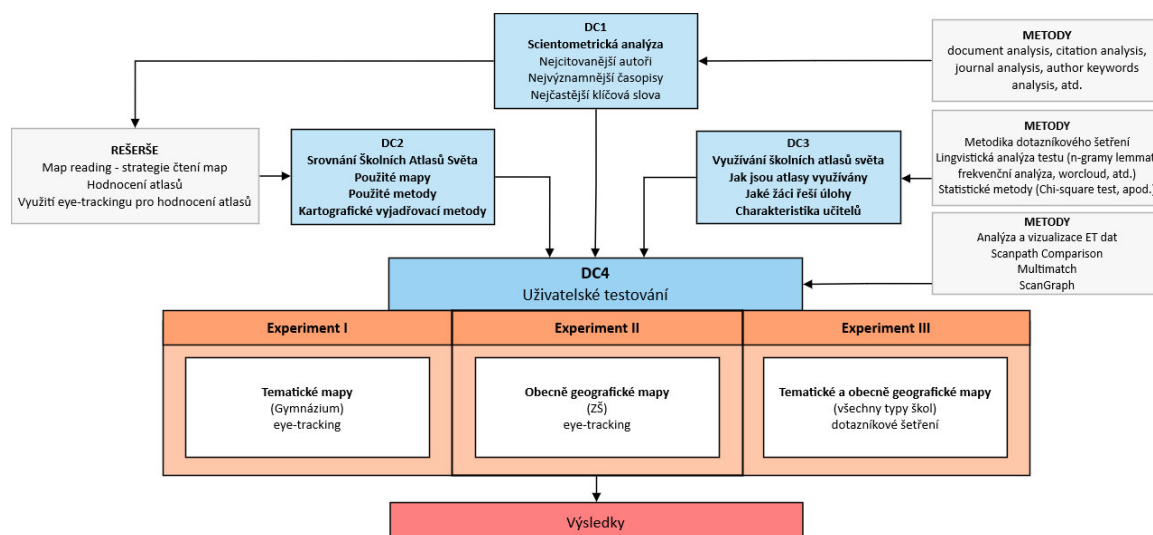 DC1
Scientometrická analýza
Nejcitovanější autoři
Nejvýznamnější časopisy
Nejčastější klíčová slova
METODY
document analysis, citation analysis,
journal analysis, author keywords
analysis, atd.
REŠERŠE
Map reading - strategie čtení map
Hodnocení atlasů
Využití eye-trackingu pro hodnocení atlasů
DC2
Srovnání Školních Atlasů Světa
Použité mapy
Použité metody
Kartografické vyjadřovací metody
DC3
Využívání školních atlasů světa
Jak jsou atlasy využívány
Jaké žáci řeší úlohy
Charakteristika učitelů
METODY
Metodika dotazníkového šetření
Lingvistická analýza testu (n-gramy lemmat
frekvenční analýza, worcloud, atd.)
Statistické metody (Chi-square test, apod.)
METODY
Analýza a vizualizace ET dat
Scanpath Comparison
Multimatch
ScanGraph
DC4
Uživatelské testování
Experiment I
Experiment II
Experiment III
Tematické mapy
(Gymnázium)
eye-tracking
Obecně geografické mapy
(ZŠ)
eye-tracking
Tematické a obecně geografické mapy
(všechny typy škol)
dotazníkové šetření
Výsledky